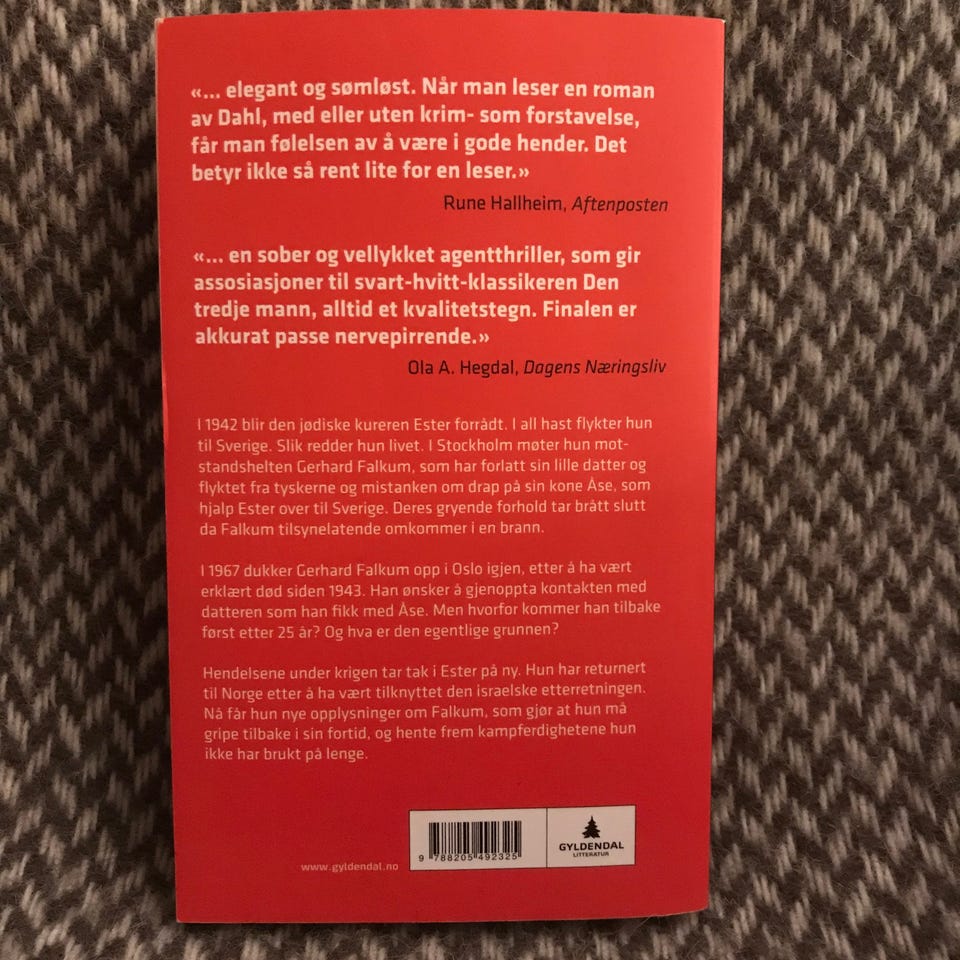 «... elegant og sømløst. Når man leser en roman
av Dahl, med eller uten krim- som forstavelse,
får man følelsen av å være i gode hender. Det
betyr ikke så rent lite for en leser.»
Rune Hallheim, Aftenposten
«... en sober og vellykket agentthriller, som gir
assosiasjoner til svart-hvitt-klassikeren Den
tredje mann, alltid et kvalitetstegn. Finalen er
akkurat passe nervepirrende.»
Ola A. Hegdal, Dagens Næringsliv
I 1942 blir den jødiske kureren Ester forrådt. I all hast flykter hun
til Sverige. Slik redder hun livet. I Stockholm møter hun mot-
standshelten Gerhard Falkum, som har forlatt sin lille datter og
flyktet fra tyskerne og mistanken om drap på sin kone Åse, som
hjalp Ester over til Sverige. Deres gryende forhold tar brått slutt
da Falkum tilsynelatende omkommer i en brann.
I 1967 dukker Gerhard Falkum opp i Oslo igjen, etter å ha vært
erklært død siden 1943. Han ønsker å gjenoppta kontakten med
datteren som han fikk med Åse. Men hvorfor kommer han tilbake
først etter 25 år? Og hva er den egentlige grunnen?
Hendelsene under krigen tar tak i Ester på ny. Hun har returnert
til Norge etter å ha vært tilknyttet den israelske etterretningen.
Nå får hun nye opplysninger om Falkum, som gjør at hun må
gripe tilbake i sin fortid, og hente frem kampferdighetene hun
ikke har brukt på lenge.
www.gyldendal.no
9 788205 492325
GYLDENDAL
LITTERATUR